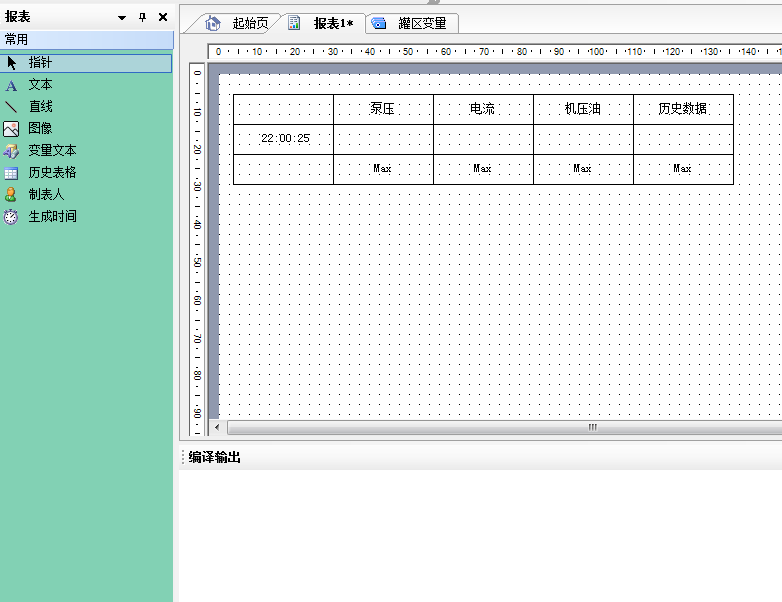 报表
常用
指针
文本
直线
图像
变量文本
历史表格
制表人
生成时间
起始页 报表1* 罐区变量
0 10 20 30 40 50 60 70 80 90 100 110 120 130 140
0
10
20
30
40
50
60
70
80
90
泵压 电流 机压油 历史数据
22:00:25
Max Max Max Max
编译输出